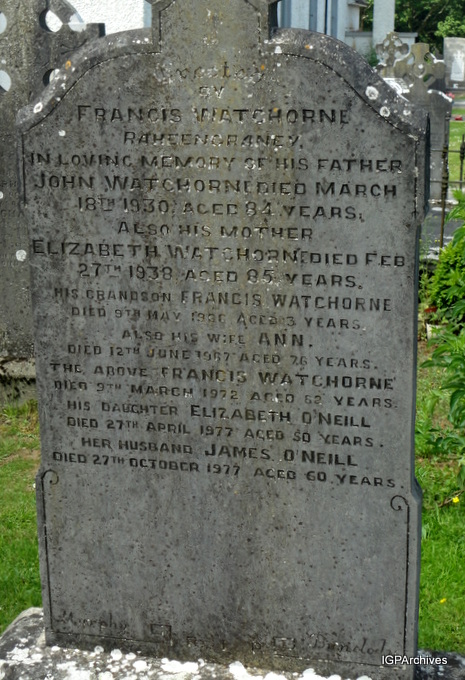 Erected
BY
FRANCIS WATCHORNE
RAHEENGRANEY.
IN LOVING MEMORY OF HIS FATHER
JOHN WATCHORNE DIED MARCH
18TH 1930. AGED 84 YEARS.
ALSO HIS MOTHER
ELIZABETH WATCHORNE DIED FEB.
27TH 1938 AGED 85 YEARS.
HIS GRANDSON FRANCIS WATCHORNE
DIED 9TH MAY AGED 3 YEARS.
ALSO HIS WIFE ANN.
DIED 12TH JUNE 1967 AGED 76 YEARS.
THE ABOVE FRANCIS WATCHORNE
DIED 9TH MARCH 1972 AGED YEARS.
HIS DAUGHTER ELIZABETH O'NEILL
DIED 27TH APRIL 1977 AGED 50 YEARS.
HER HUSBAND JAMES O'NEILL
DIED 27TH OCTOBER 1977 AGED 60 YEARS.
Murphy
IGPArchives